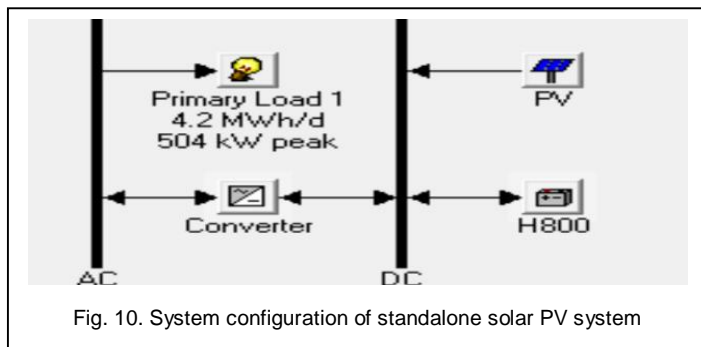 Primary Load 1
4.2 MWh/d
504 kW peak
PV
Converter
H800
AC
DC
Fig. 10. System configuration of standalone solar PV system